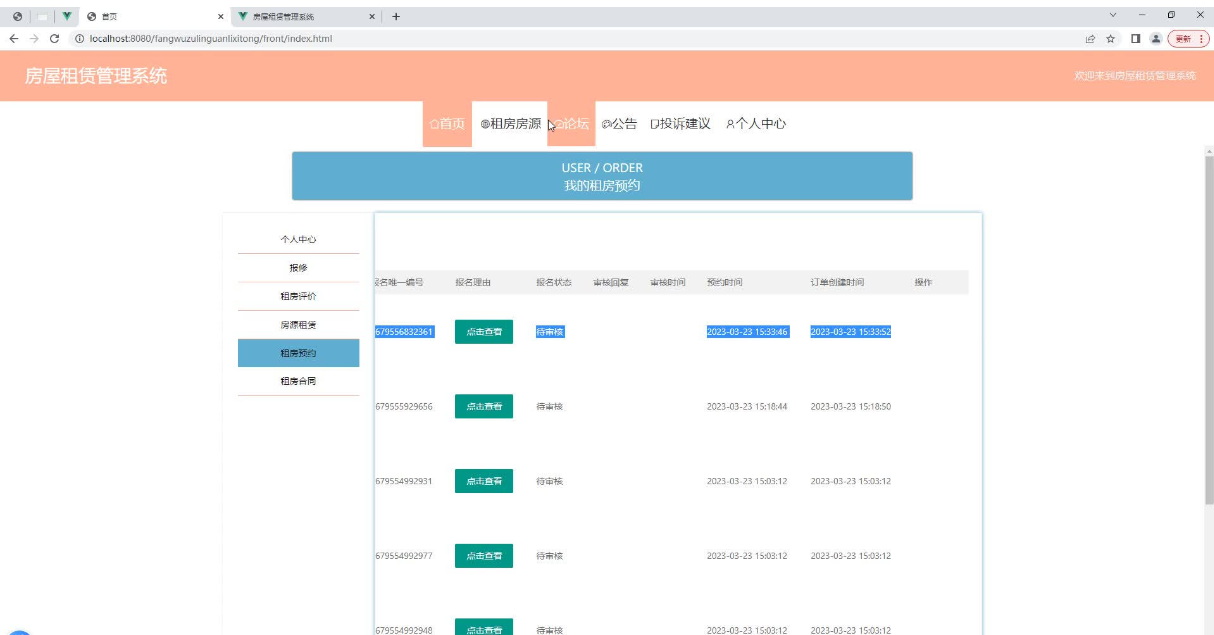 首页
房屋租赁管理系统
localhost:8080/fangwuzulinguanlixitong/front/index.html
更新
房屋租赁管理系统
欢迎来到房屋租赁管理系统
首页 租房房源 论坛 公告 投诉建议 个人中心
USER / ORDER
我的租房预约
个人中心
报修
租房评价
房源租赁
租房预约
租房合同
报名唯一编号 报名理由 报名状态 审核回复 审核时间 预约时间 订单创建时间 操作
679556832361 点击查看 待审核 2023-03-23 15:33:46 2023-03-23 15:33:52
679555929656 点击查看 待审核 2023-03-23 15:18:44 2023-03-23 15:18:50
679554992931 点击查看 待审核 2023-03-23 15:03:12 2023-03-23 15:03:12
679554992977 点击查看 待审核 2023-03-23 15:03:12 2023-03-23 15:03:12
679554992948 点击查看 待审核 2023-03-23 15:03:12 2023-03-23 15:03:12